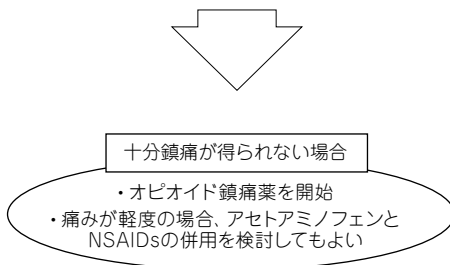 十分鎮痛が得られない場合
・オピオイド鎮痛薬を開始
・痛みが軽度の場合、アセトアミノフェンと
NSAIDsの併用を検討してもよい